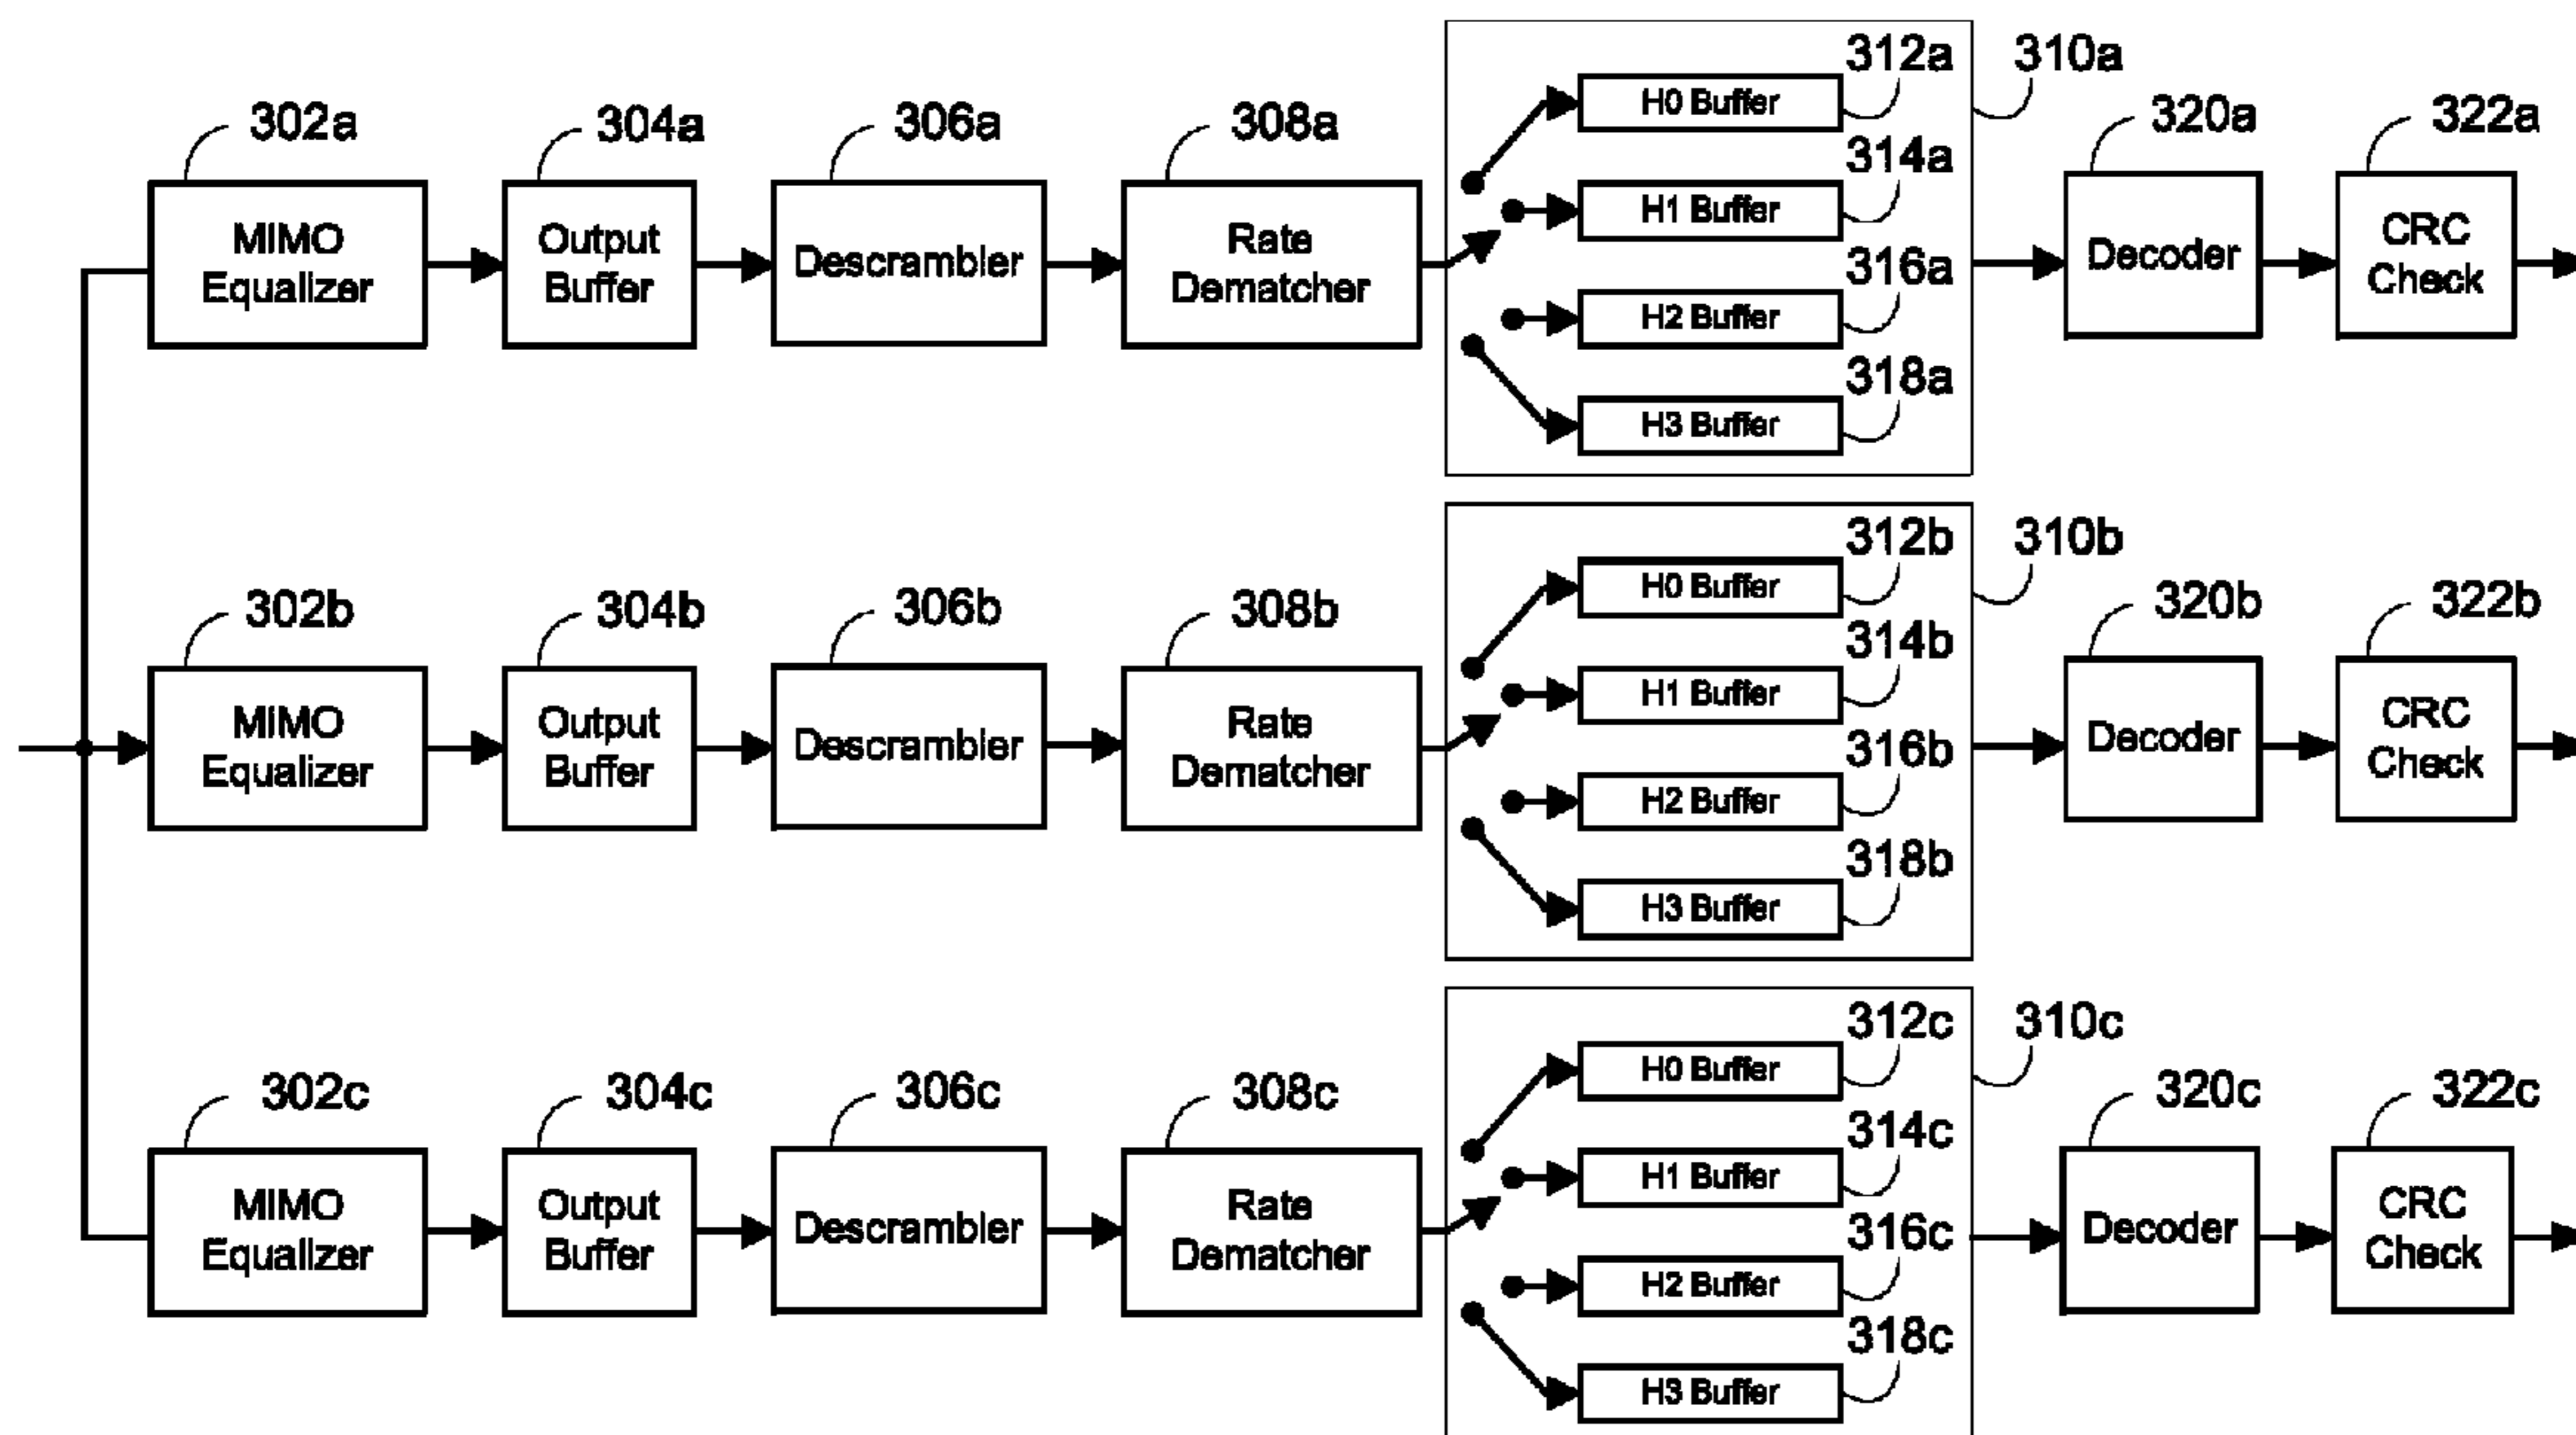 312a
310a
H0 Buffer
302a
304a
306a
308a
320a
322a
314a
H1 Buffer
MIMO
Equalizer
Output
Buffer
Descrambler
Rate
Dematcher
316a
H2 Buffer
Decoder
CRC
Check
318a
H3 Buffer
312b
310b
H0 Buffer
302b
304b
306b
308b
320b
322b
314b
H1 Buffer
MIMO
Equalizer
Output
Buffer
Descrambler
Rate
Dematcher
316b
H2 Buffer
Decoder
CRC
Check
318b
H3 Buffer
312c
310c
H0 Buffer
302c
304c
306c
308c
320c
322c
314c
H1 Buffer
MIMO
Equalizer
Output
Buffer
Descrambler
Rate
Dematcher
316c
H2 Buffer
Decoder
CRC
Check
318c
H3 Buffer